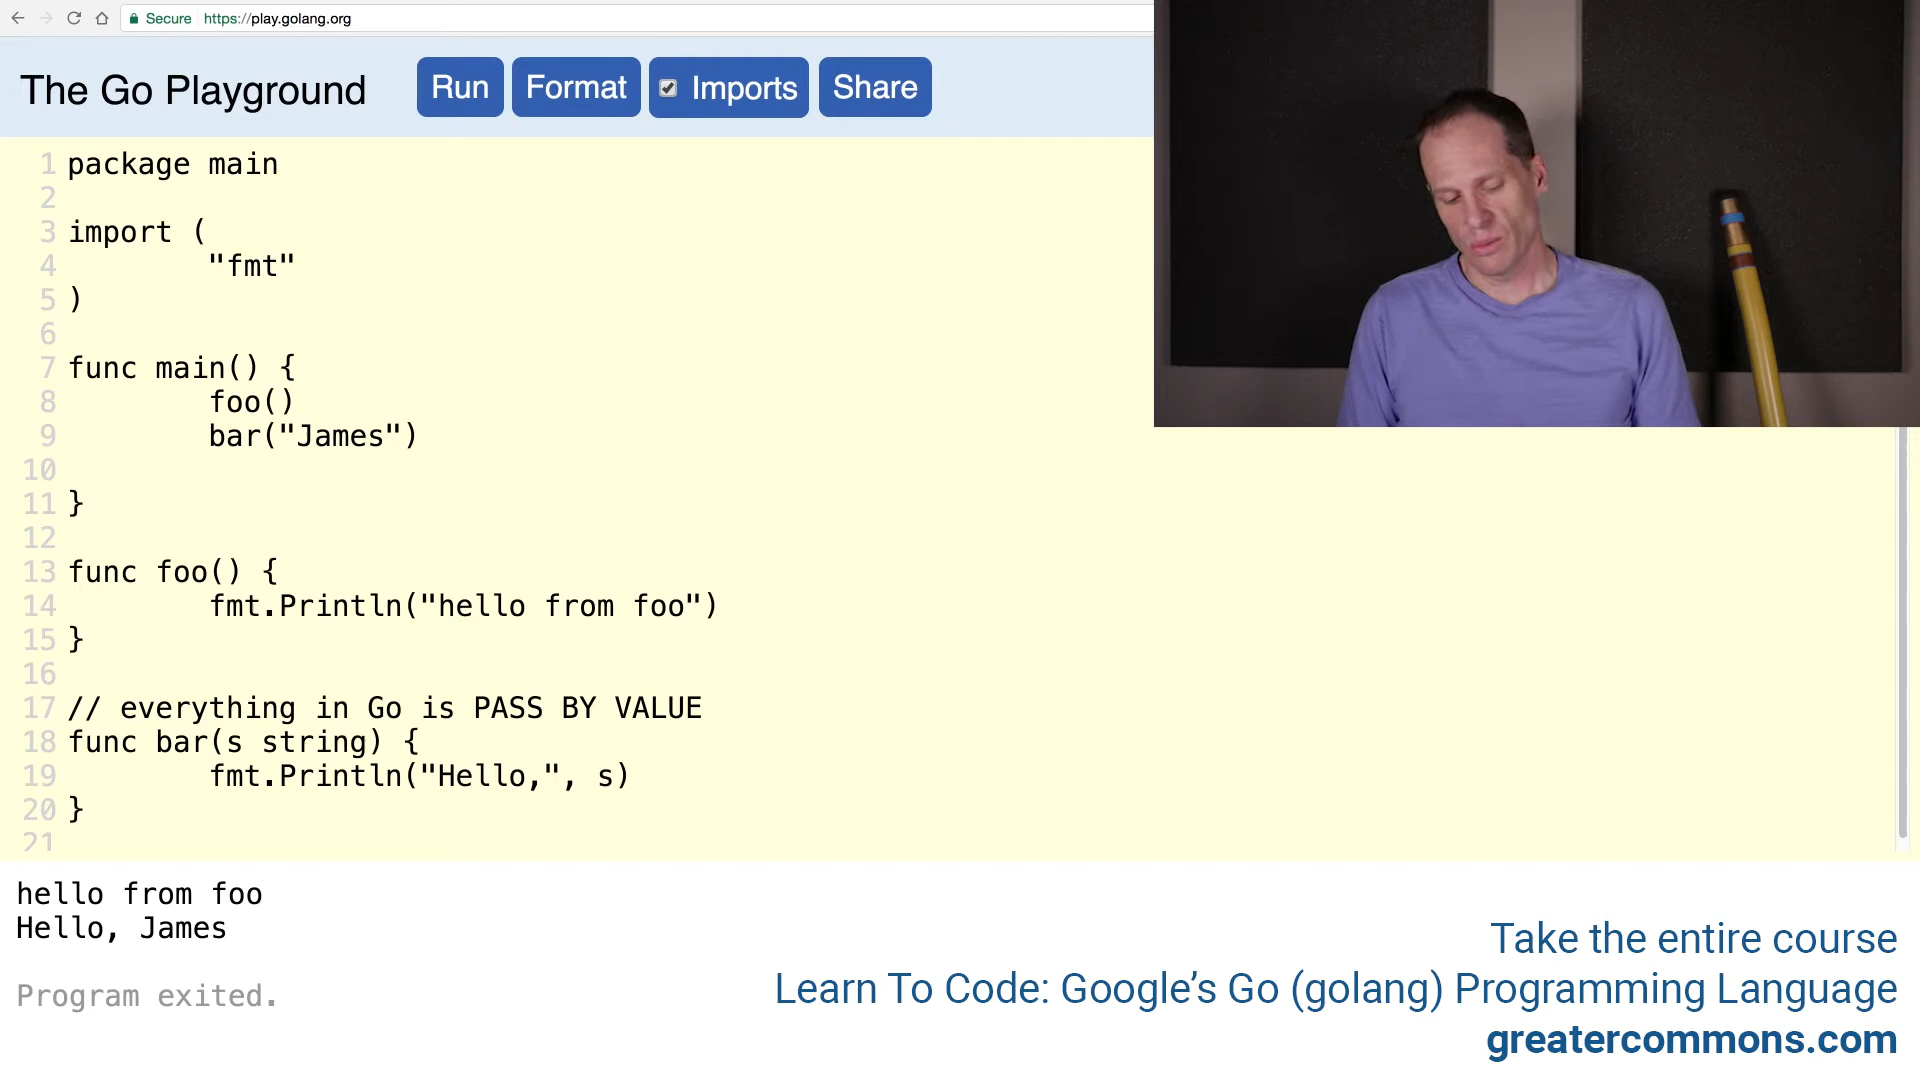 Secure https://play.golang.org
The Go Playground Run Format Imports Share
1 package main
2
3 import (
4 "fmt"
5 )
6
7 func main() {
8 foo()
9 bar("James")
10
11 }
12
13 func foo() {
14 fmt.Println("hello from foo")
15 }
16
17 // everything in Go is PASS BY VALUE
18 func bar(s string) {
19 fmt.Println("Hello,", s)
20 }
21
hello from foo
Hello, James
Program exited.
Take the entire course
Learn To Code: Google’s Go (golang) Programming Language
greatercommons.com